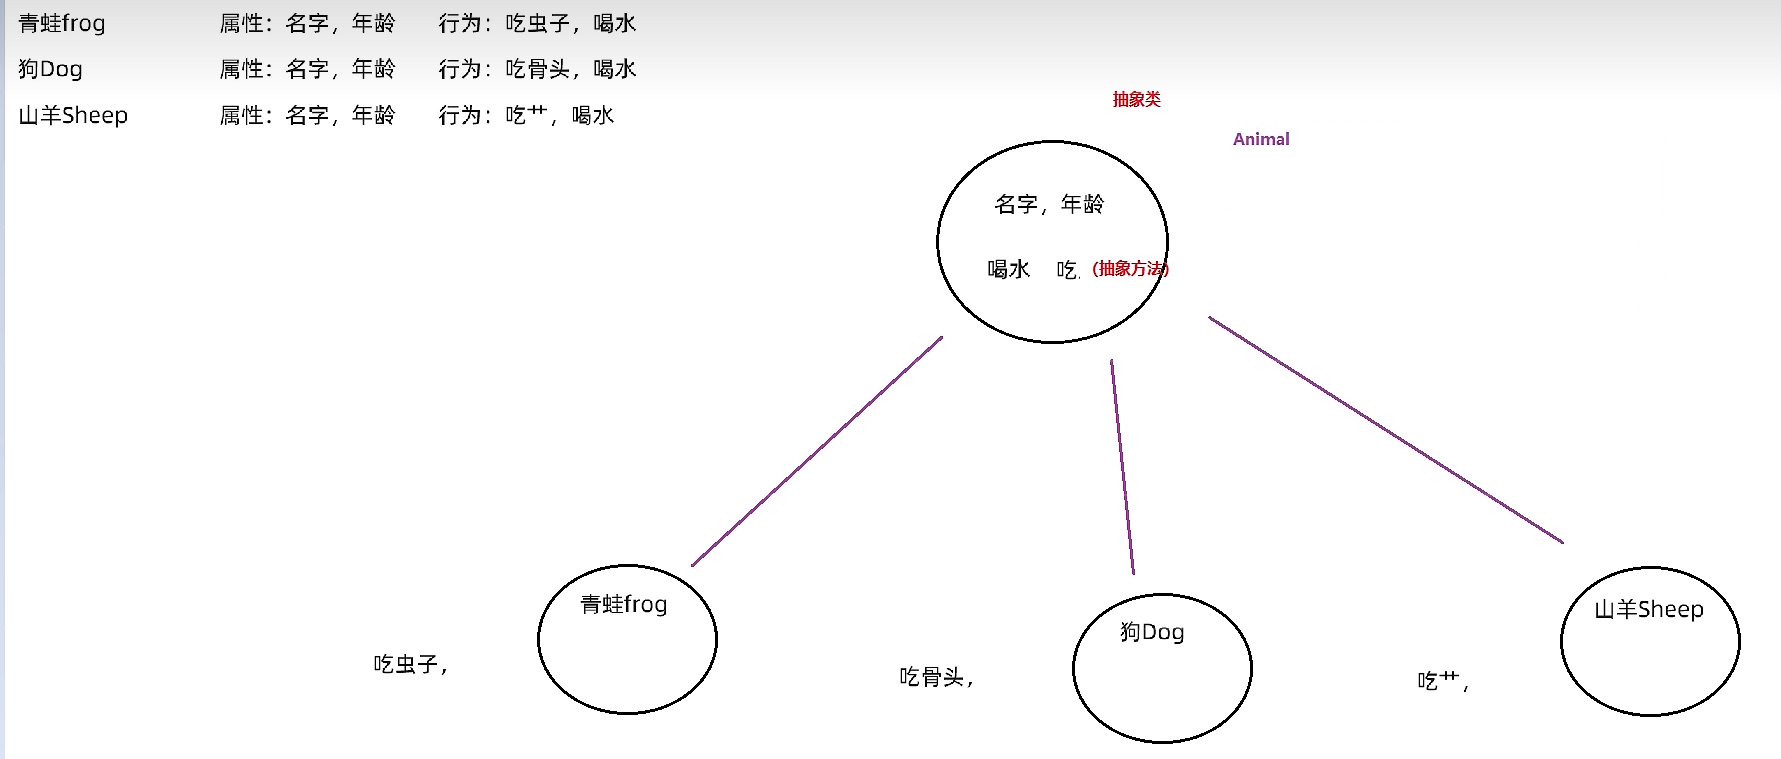 青蛙frog 属性：名字，年龄 行为：吃虫子，喝水
狗Dog 属性：名字，年龄 行为：吃骨头，喝水
山羊Sheep 属性：名字，年龄 行为：吃艹，喝水
抽象类
Animal
名字，年龄
喝水 吃 (抽象方法)
青蛙frog
吃虫子，
狗Dog
吃骨头，
山羊Sheep
吃艹，